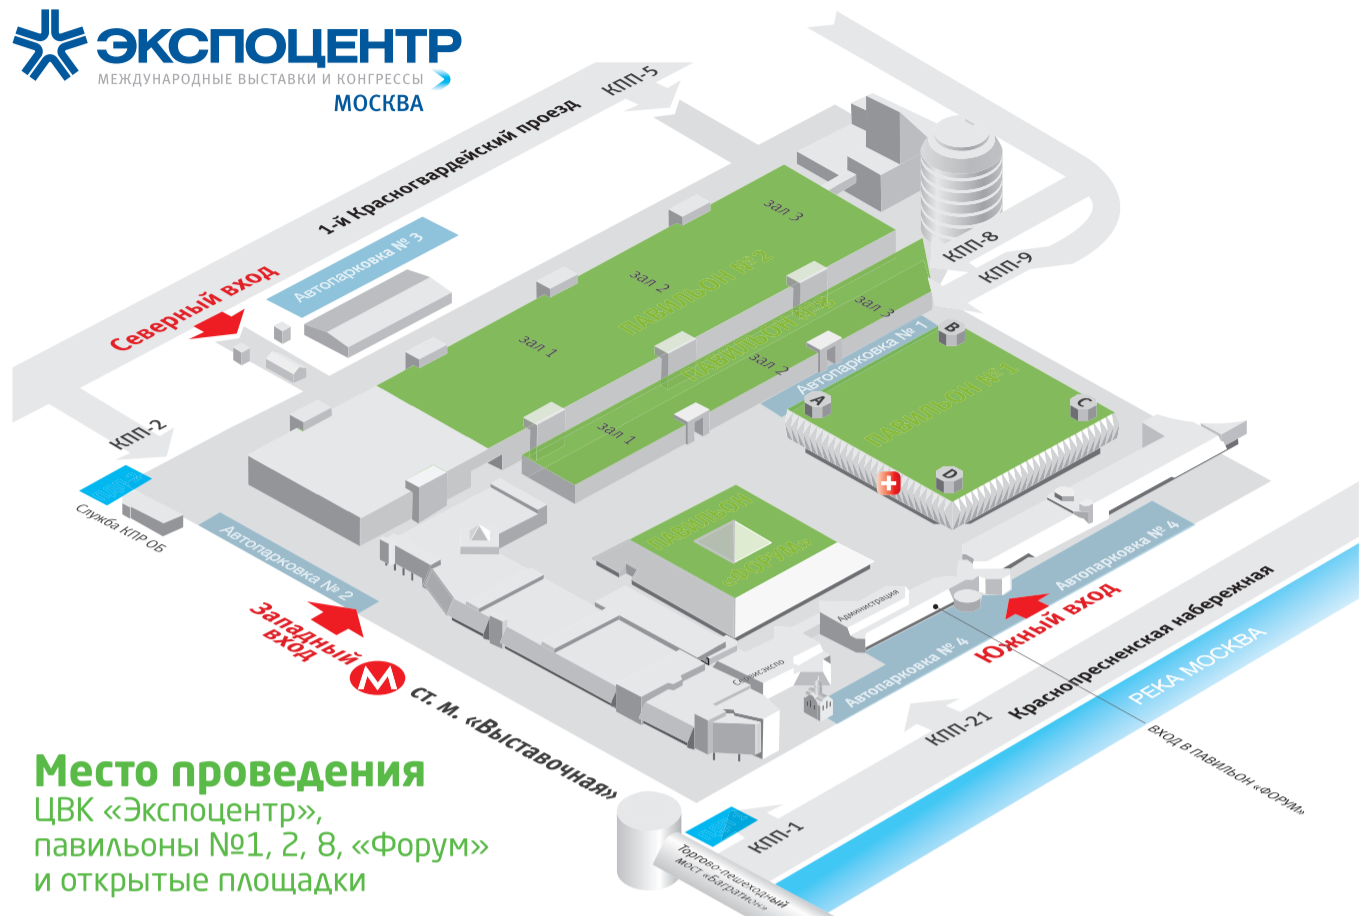 ЭКСПОЦЕНТР
МЕЖДУНАРОДНЫЕ ВЫСТАВКИ И КОНГРЕССЫ
МОСКВА
КПП-5
1-й Красногвардейский проезд
Автопарковка № 3
Северный вход
зал 3
зал 2
зал 1
ПАВИЛЬОН № 2
КПП-8
КПП-9
зал 3
зал 2
зал 1
ПАВИЛЬОН № 8
Автопарковка № 1
A
B
C
D
ПАВИЛЬОН № 1
КПП-2
Служба КПР ОБ
Автопарковка № 2
Западный
вход
М
ст. м. «Выставочная»
ПАВИЛЬОН
«ФОРУМ»
Администрация
Сервисэкспо
Автопарковка № 4
Автопарковка № 4
Южный вход
Краснопресненская набережная
РЕКА МОСКВА
КПП-21
ВХОД В ПАВИЛЬОН «ФОРУМ»
КПП-1
Торгово-пешеходный
мост «Багратион»
Место проведения
ЦВК «Экспоцентр»,
павильоны №1, 2, 8, «Форум»
и открытые площадки